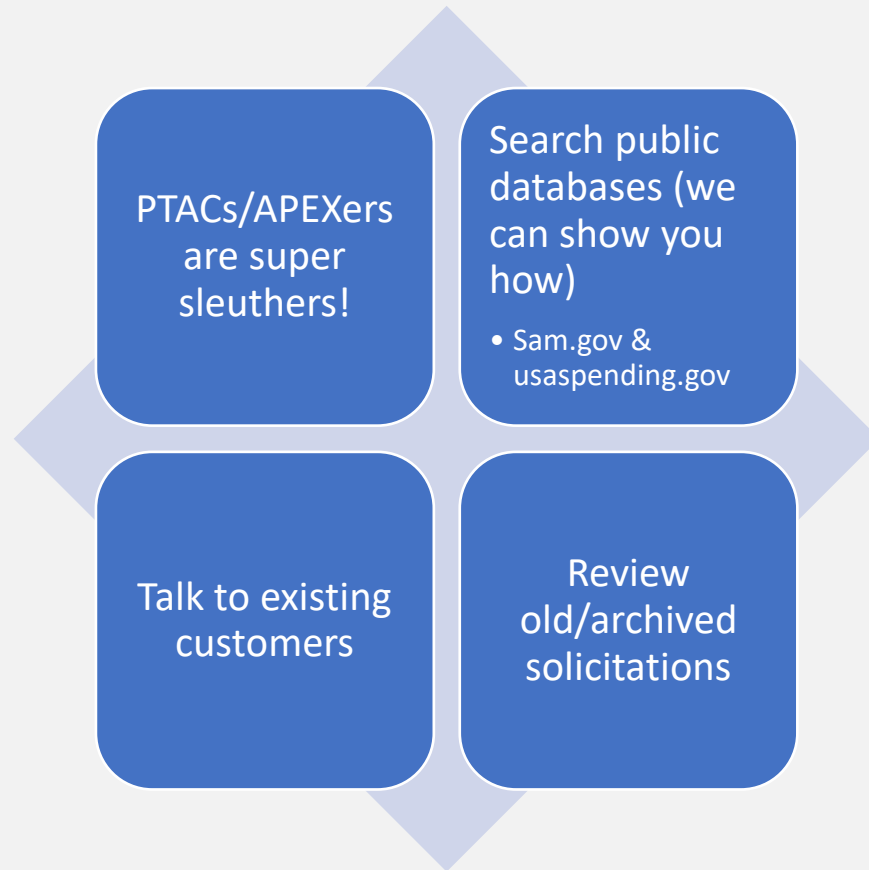 PTACs/APEXers
are super
sleuthers!
Search public
databases (we
can show you
how)
• Sam.gov &
usaspending.gov
Talk to existing
customers
Review
old/archived
solicitations